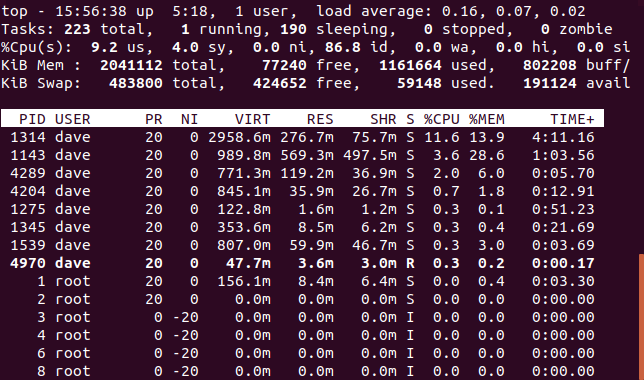 top - 15:56:38 up  5:18,  1 user,  load average: 0.16, 0.07, 0.02
Tasks: 223 total,   1 running, 190 sleeping,   0 stopped,   0 zombie
%Cpu(s):  9.2 us,  4.0 sy,  0.0 ni, 86.8 id,  0.0 wa,  0.0 hi,  0.0 si
KiB Mem :  2041112 total,    77240 free,  1161664 used,   802208 buff/
KiB Swap:   483800 total,   424652 free,    59148 used.   191124 avail
PID USER      PR  NI    VIRT    RES    SHR S %CPU %MEM     TIME+
1314 dave      20   0 2958.6m 276.7m  75.7m S 11.6 13.9   4:11.16
1143 dave      20   0  989.8m 569.3m 497.5m S  3.6 28.6   1:03.56
4289 dave      20   0  771.3m 119.2m  36.9m S  2.0  6.0   0:05.70
4204 dave      20   0  845.1m  35.9m  26.7m S  0.7  1.8   0:12.91
1275 dave      20   0  122.8m   1.6m   1.2m S  0.3  0.1   0:51.23
1345 dave      20   0  353.6m   8.5m   6.2m S  0.3  0.4   0:21.69
1539 dave      20   0  807.0m  59.9m  46.7m S  0.3  3.0   0:03.69
4970 dave      20   0   47.7m   3.6m   3.0m R  0.3  0.2   0:00.17
1 root      20   0  156.1m   8.4m   6.4m S  0.0  0.4   0:03.30
2 root      20   0    0.0m   0.0m   0.0m S  0.0  0.0   0:00.00
3 root       0 -20    0.0m   0.0m   0.0m I  0.0  0.0   0:00.00
4 root       0 -20    0.0m   0.0m   0.0m I  0.0  0.0   0:00.00
6 root       0 -20    0.0m   0.0m   0.0m I  0.0  0.0   0:00.00
8 root       0 -20    0.0m   0.0m   0.0m I  0.0  0.0   0:00.00